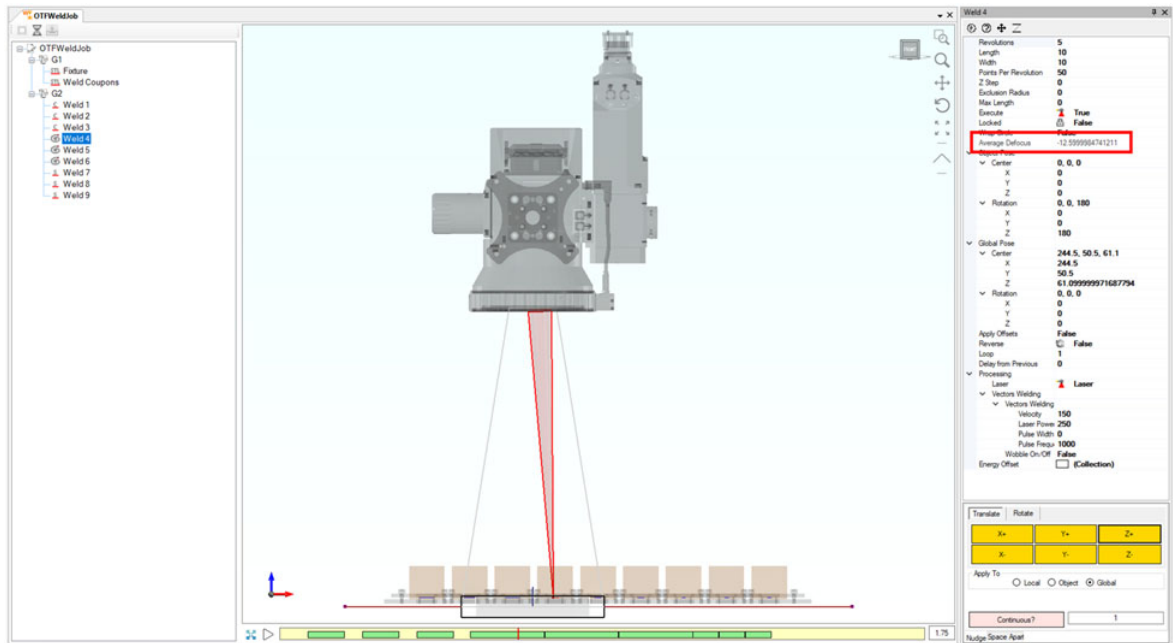 OTFWeldJob
OTFWeldJob
G1
Fixture
Weld Coupons
G2
Weld 1
Weld 2
Weld 3
Weld 4
Weld 5
Weld 6
Weld 7
Weld 8
Weld 9
1.75
Weld 4
Revolutions 5
Length 10
Width 10
Points Per Revolution 50
Z Step 0
Exclusion Radius 0
Max Length 0
Execute True
Locked False
False
Average Defocus -12.5999984741211
Object Pose
Center 0, 0, 0
X 0
Y 0
Z 0
Rotation 0, 0, 180
X 0
Y 0
Z 180
Global Pose
Center 244.5, 50.5, 61.1
X 244.5
Y 50.5
Z 61.099999971687794
Rotation 0, 0, 0
X 0
Y 0
Z 0
Apply Offsets False
Reverse False
Loop 1
Delay from Previous 0
Processing
Laser Laser
Vectors Welding
Vectors Welding
Velocity 150
Laser Power 250
Pulse Width 0
Pulse Frequ 1000
Wobble On/Off False
Energy Offset (Collection)
Translate Rotate
X+ Y+ Z+
X- Y- Z-
Apply To
Local Object Global
Continuous? 1
Nudge Space Apart